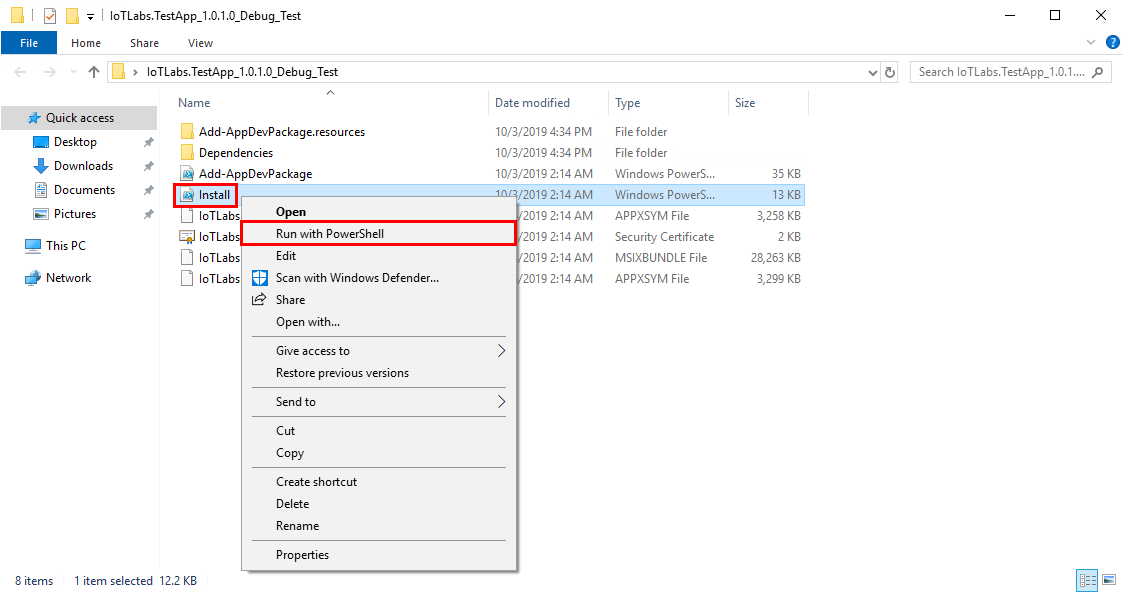 IoTLabs.TestApp_1.0.1.0_Debug_Test
File Home Share View
IoTLabs.TestApp_1.0.1.0_Debug_Test
Search IoTLabs.TestApp_1.0.1....
Quick access
Desktop
Downloads
Documents
Pictures
This PC
Network
Name Date modified Type Size
Add-AppDevPackage.resources 10/3/2019 4:34 PM File folder
Dependencies 10/3/2019 4:34 PM File folder
Add-AppDevPackage 10/3/2019 2:14 AM Windows PowerS... 35 KB
Install 10/3/2019 2:14 AM Windows PowerS... 13 KB
IoTLabs /2019 2:14 AM APPXSYM File 3,258 KB
IoTLabs /2019 2:14 AM Security Certificate 2 KB
IoTLabs /2019 2:14 AM MSIXBUNDLE File 28,263 KB
IoTLabs /2019 2:14 AM APPXSYM File 3,299 KB
Open
Run with PowerShell
Edit
Scan with Windows Defender...
Share
Open with...
Give access to
Restore previous versions
Send to
Cut
Copy
Create shortcut
Delete
Rename
Properties
8 items 1 item selected 12.2 KB